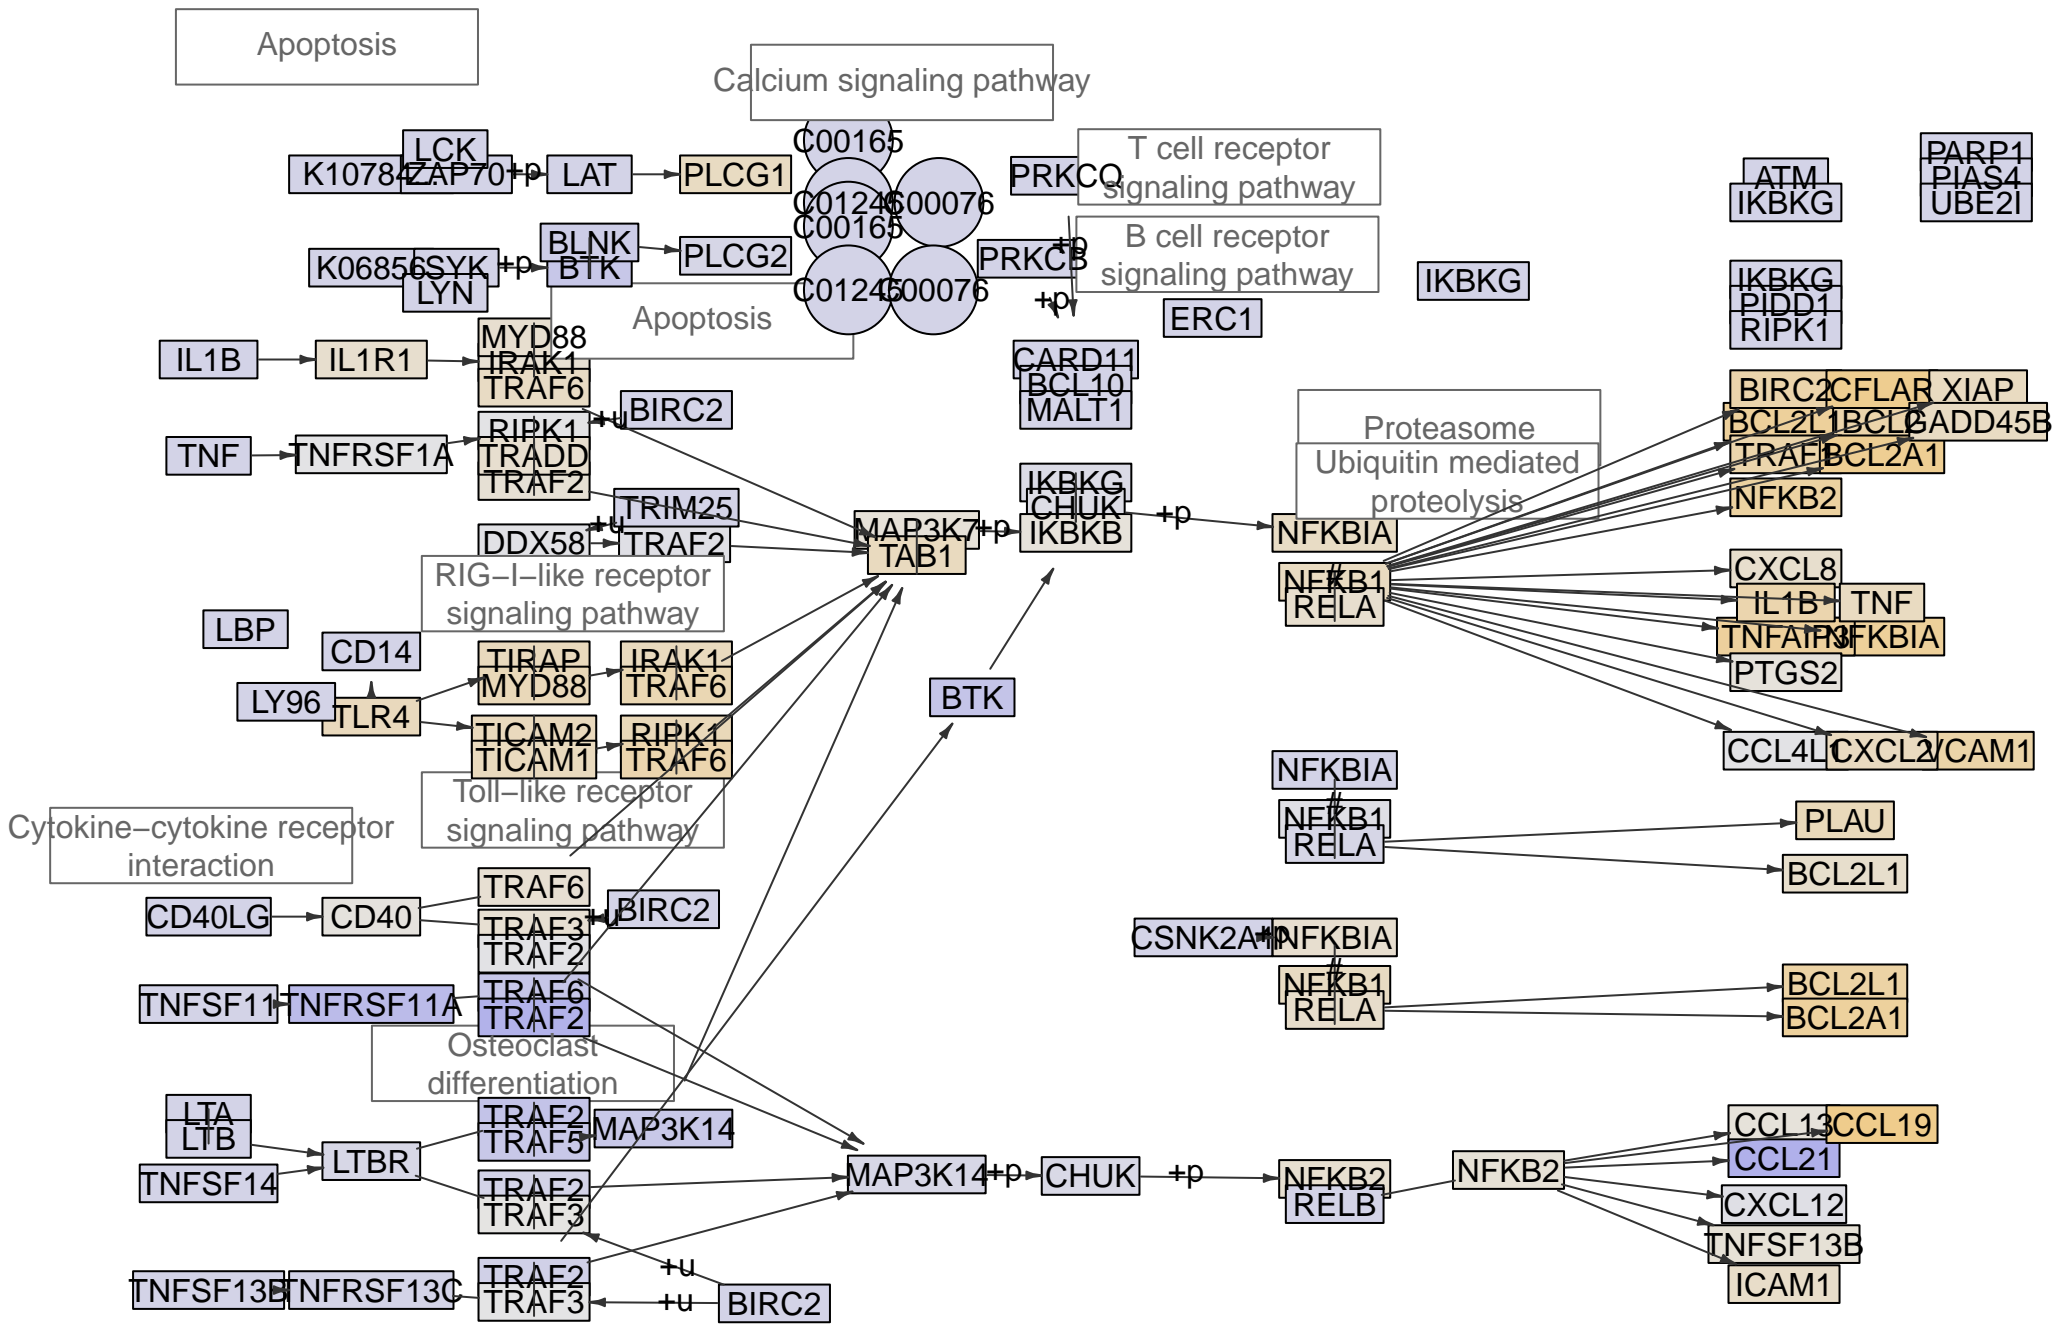 Apoptosis
Calcium signaling pathway
T cell receptor
signaling pathway
B cell receptor
signaling pathway
LCK
K10784
ZAP70
+p
LAT
PLCG1
C00165
C01245
C00076
C00165
C01245
C00076
PRKCQ
PRKCB
+p
+p
BLNK
BTK
PLCG2
K06856
SYK
LYN
+p
Apoptosis
ERC1
IKBKG
ATM
IKBKG
PARP1
PIAS4
UBE2I
IKBKG
PIDD1
RIPK1
IL1B
IL1R1
MYD88
IRAK1
TRAF6
CARD11
BCL10
MALT1
TNF
TNFRSF1A
RIPK1
TRADD
TRAF2
+u
BIRC2
Proteasome
Ubiquitin mediated
proteolysis
BIRC2
CFLAR
XIAP
BCL2L1
BCL2
GADD45B
TRAF1
BCL2A1
NFKB2
TRIM25
+u
DDX58
TRAF2
RIG−I−like receptor
signaling pathway
MAP3K7
TAB1
+p
IKBKG
CHUK
IKBKB
+p
NFKBIA
NFKB1
RELA
CXCL8
IL1B
TNF
TNFAIP3
NFKBIA
PTGS2
CCL4L1
CXCL2
VCAM1
LBP
CD14
LY96
TLR4
TIRAP
MYD88
IRAK1
TRAF6
TICAM2
TICAM1
RIPK1
TRAF6
BTK
Toll−like receptor
signaling pathway
Cytokine−cytokine receptor
interaction
NFKBIA
NFKB1
RELA
PLAU
BCL2L1
CD40LG
CD40
TRAF6
TRAF3
TRAF2
+u
BIRC2
CSNK2A1
+p
NFKBIA
NFKB1
RELA
BCL2L1
BCL2A1
TNFSF11
TNFRSF11A
TRAF6
TRAF2
Osteoclast
differentiation
LTA
LTB
TNFSF14
LTBR
TRAF2
TRAF5
MAP3K14
TRAF2
TRAF3
MAP3K14
+p
CHUK
+p
NFKB2
RELB
NFKB2
CCL13
CCL19
CCL21
CXCL12
TNFSF13B
ICAM1
TNFSF13B
TNFRSF13C
TRAF2
TRAF3
+u
+u
BIRC2